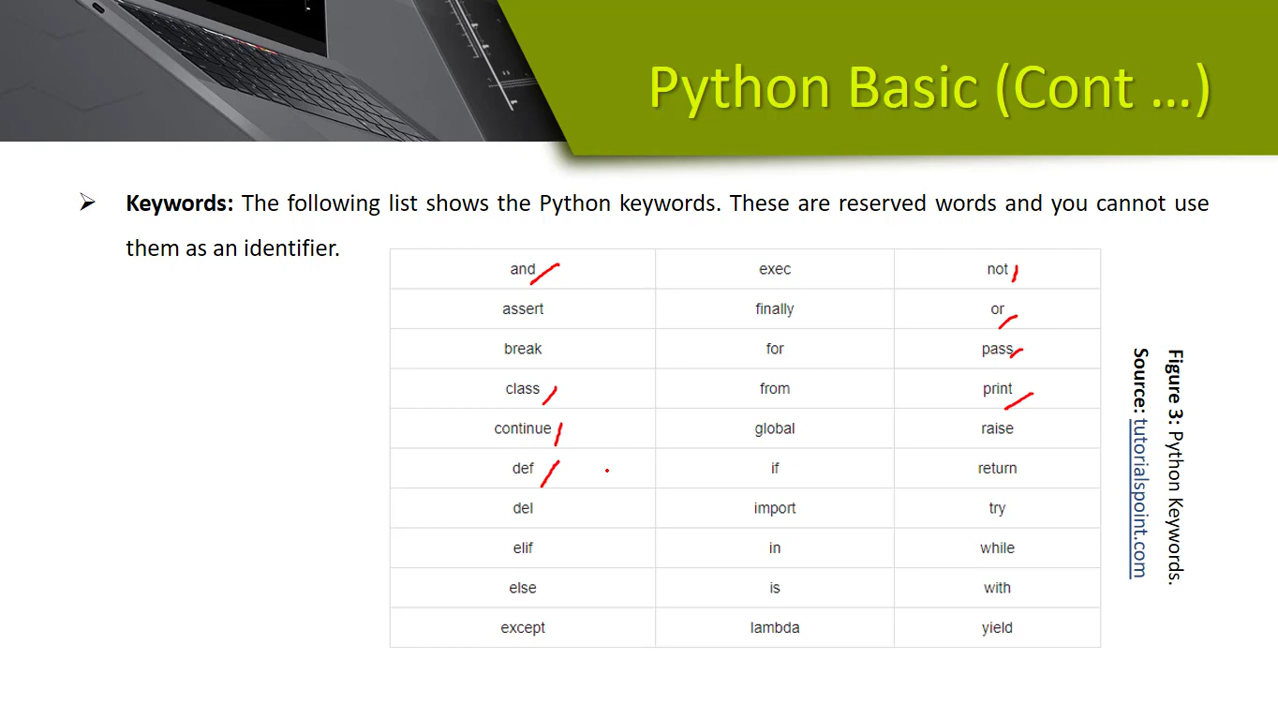 Python Basic (Cont …)
➢ Keywords: The following list shows the Python keywords. These are reserved words and you cannot use
them as an identifier.
and exec not
assert finally or
break for pass
class from print
continue global raise
def if return
del import try
elif in while
else is with
except lambda yield
Figure 3: Python Keywords.
Source: tutorialspoint.com